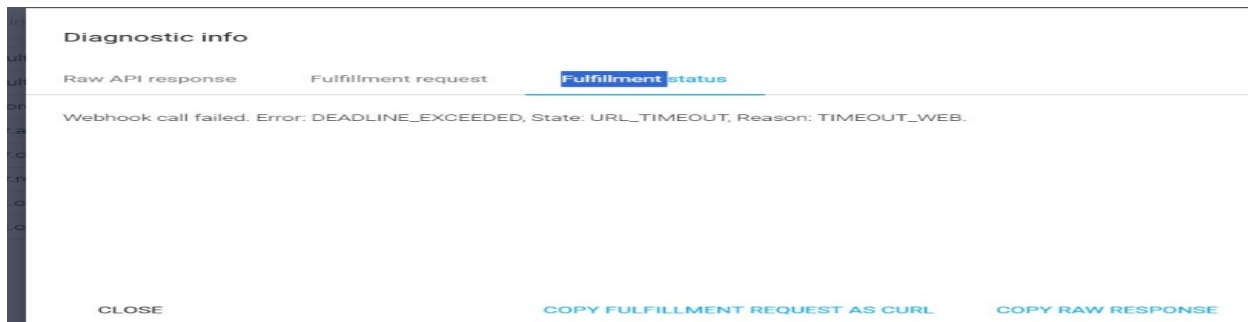 Diagnostic info
Raw API response Fulfillment request Fulfillment status
Webhook call failed. Error: DEADLINE_EXCEEDED, State: URL_TIMEOUT, Reason: TIMEOUT_WEB.
CLOSE COPY FULFILLMENT REQUEST AS CURL COPY RAW RESPONSE